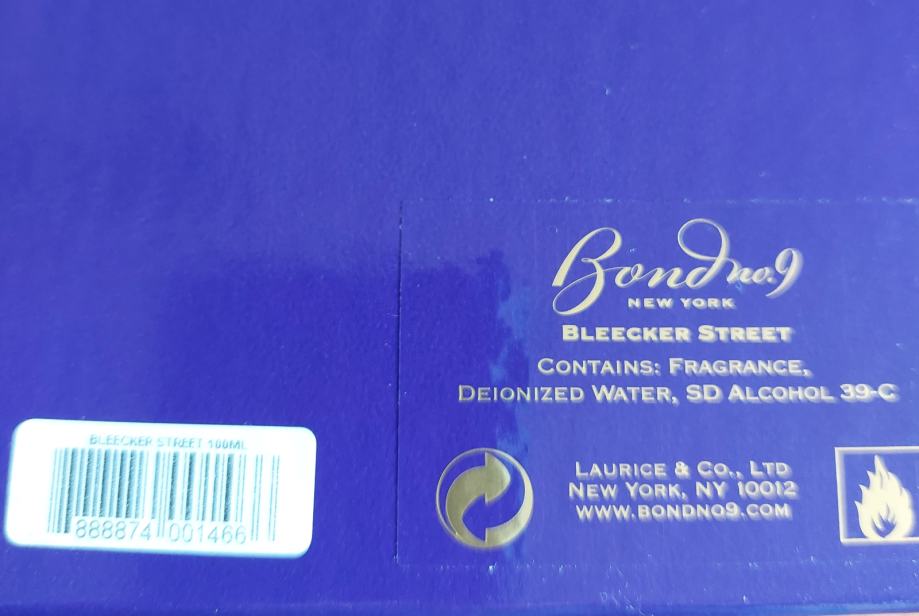 Bond no.9
NEW YORK
BLEECKER STREET
CONTAINS: FRAGRANCE,
DEIONIZED WATER, SD ALCOHOL 39-C
LAURICE & CO., LTD
NEW YORK, NY 10012
WWW.BONDNO9.COM
BLEECKER STREET 100ML
888874 001466